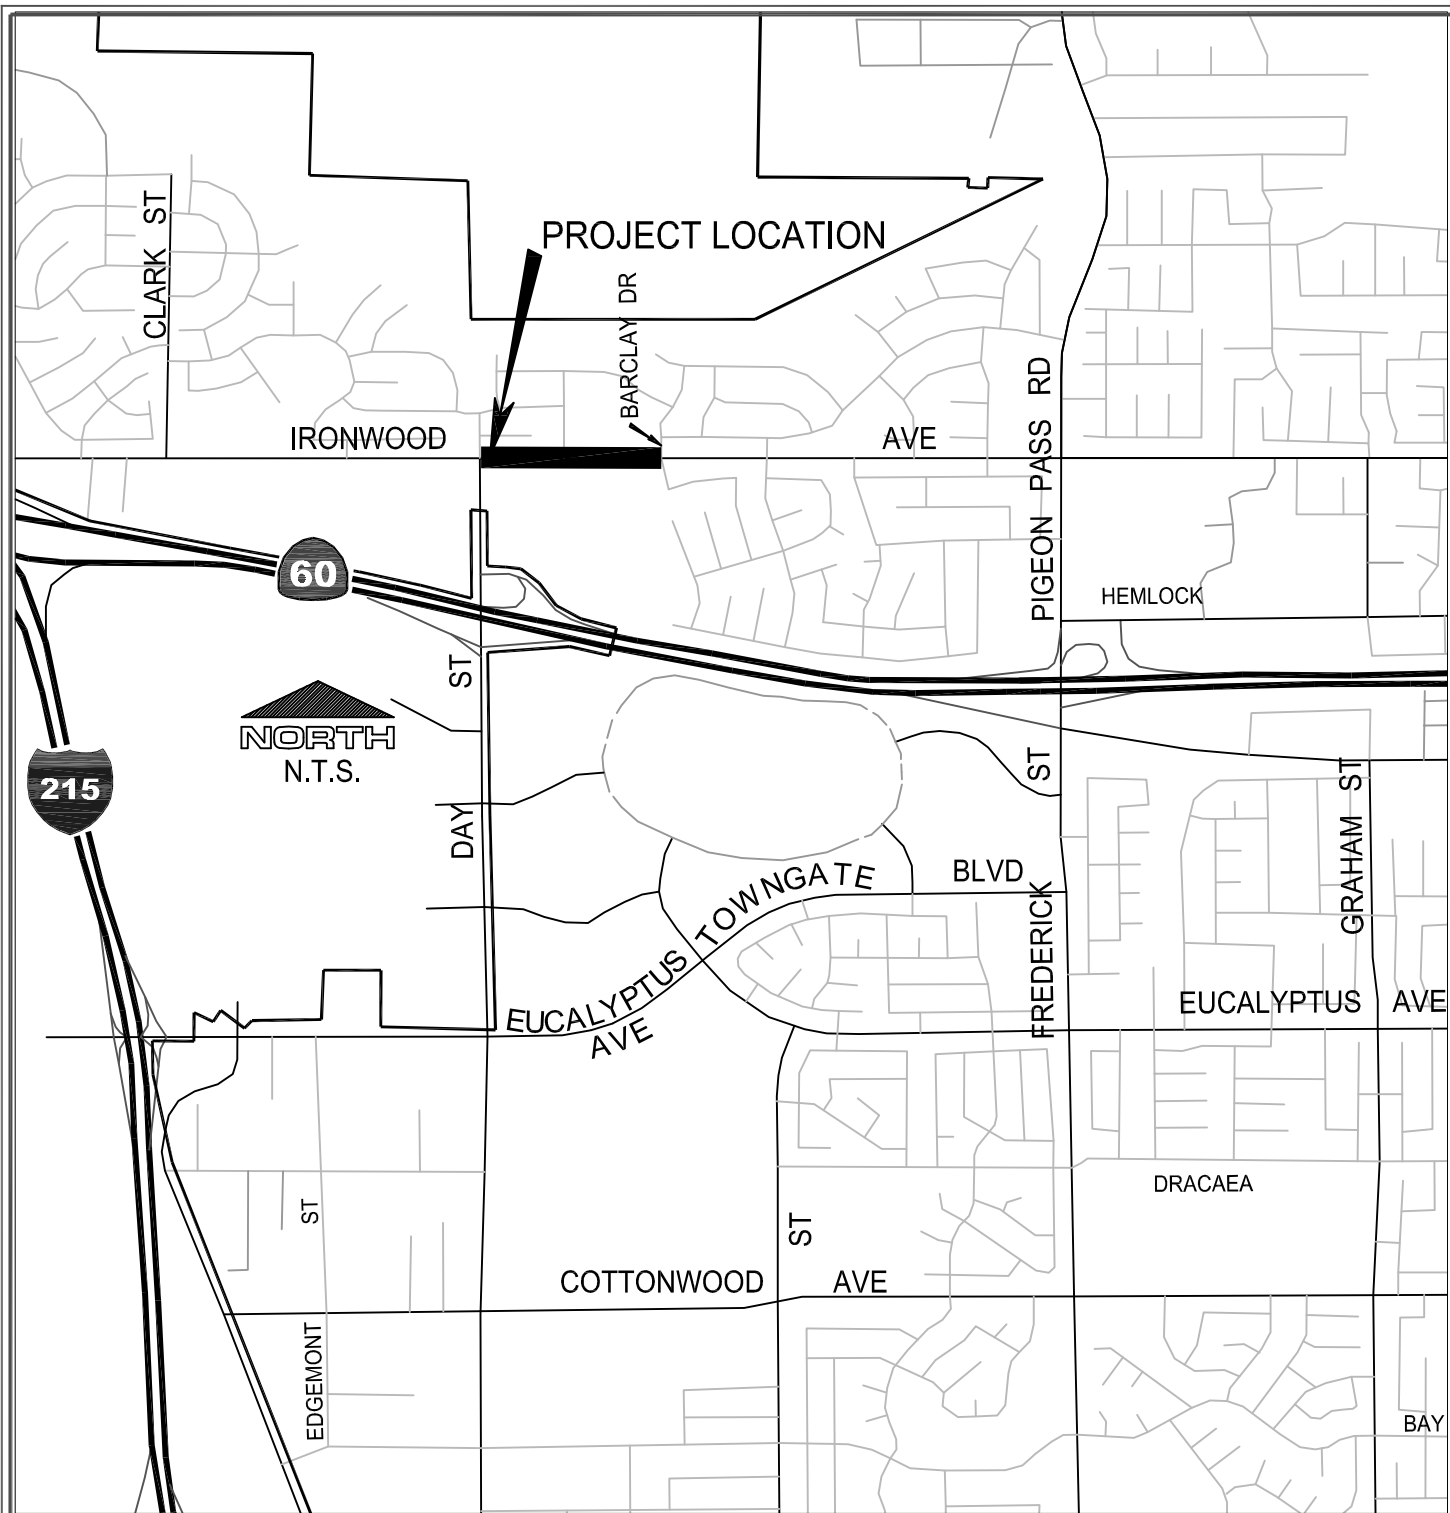 PROJECT LOCATION
CLARK ST
BARCLAY DR
IRONWOOD AVE
PIGEON PASS RD
60
HEMLOCK
NORTH
N.T.S.
215
DAY ST
EUCALYPTUS AVE
TOWNGATE BLVD
FREDERICK ST
GRAHAM ST
EUCALYPTUS AVE
DRACAEA
ST
COTTONWOOD AVE
EDGEMONT ST
BAY